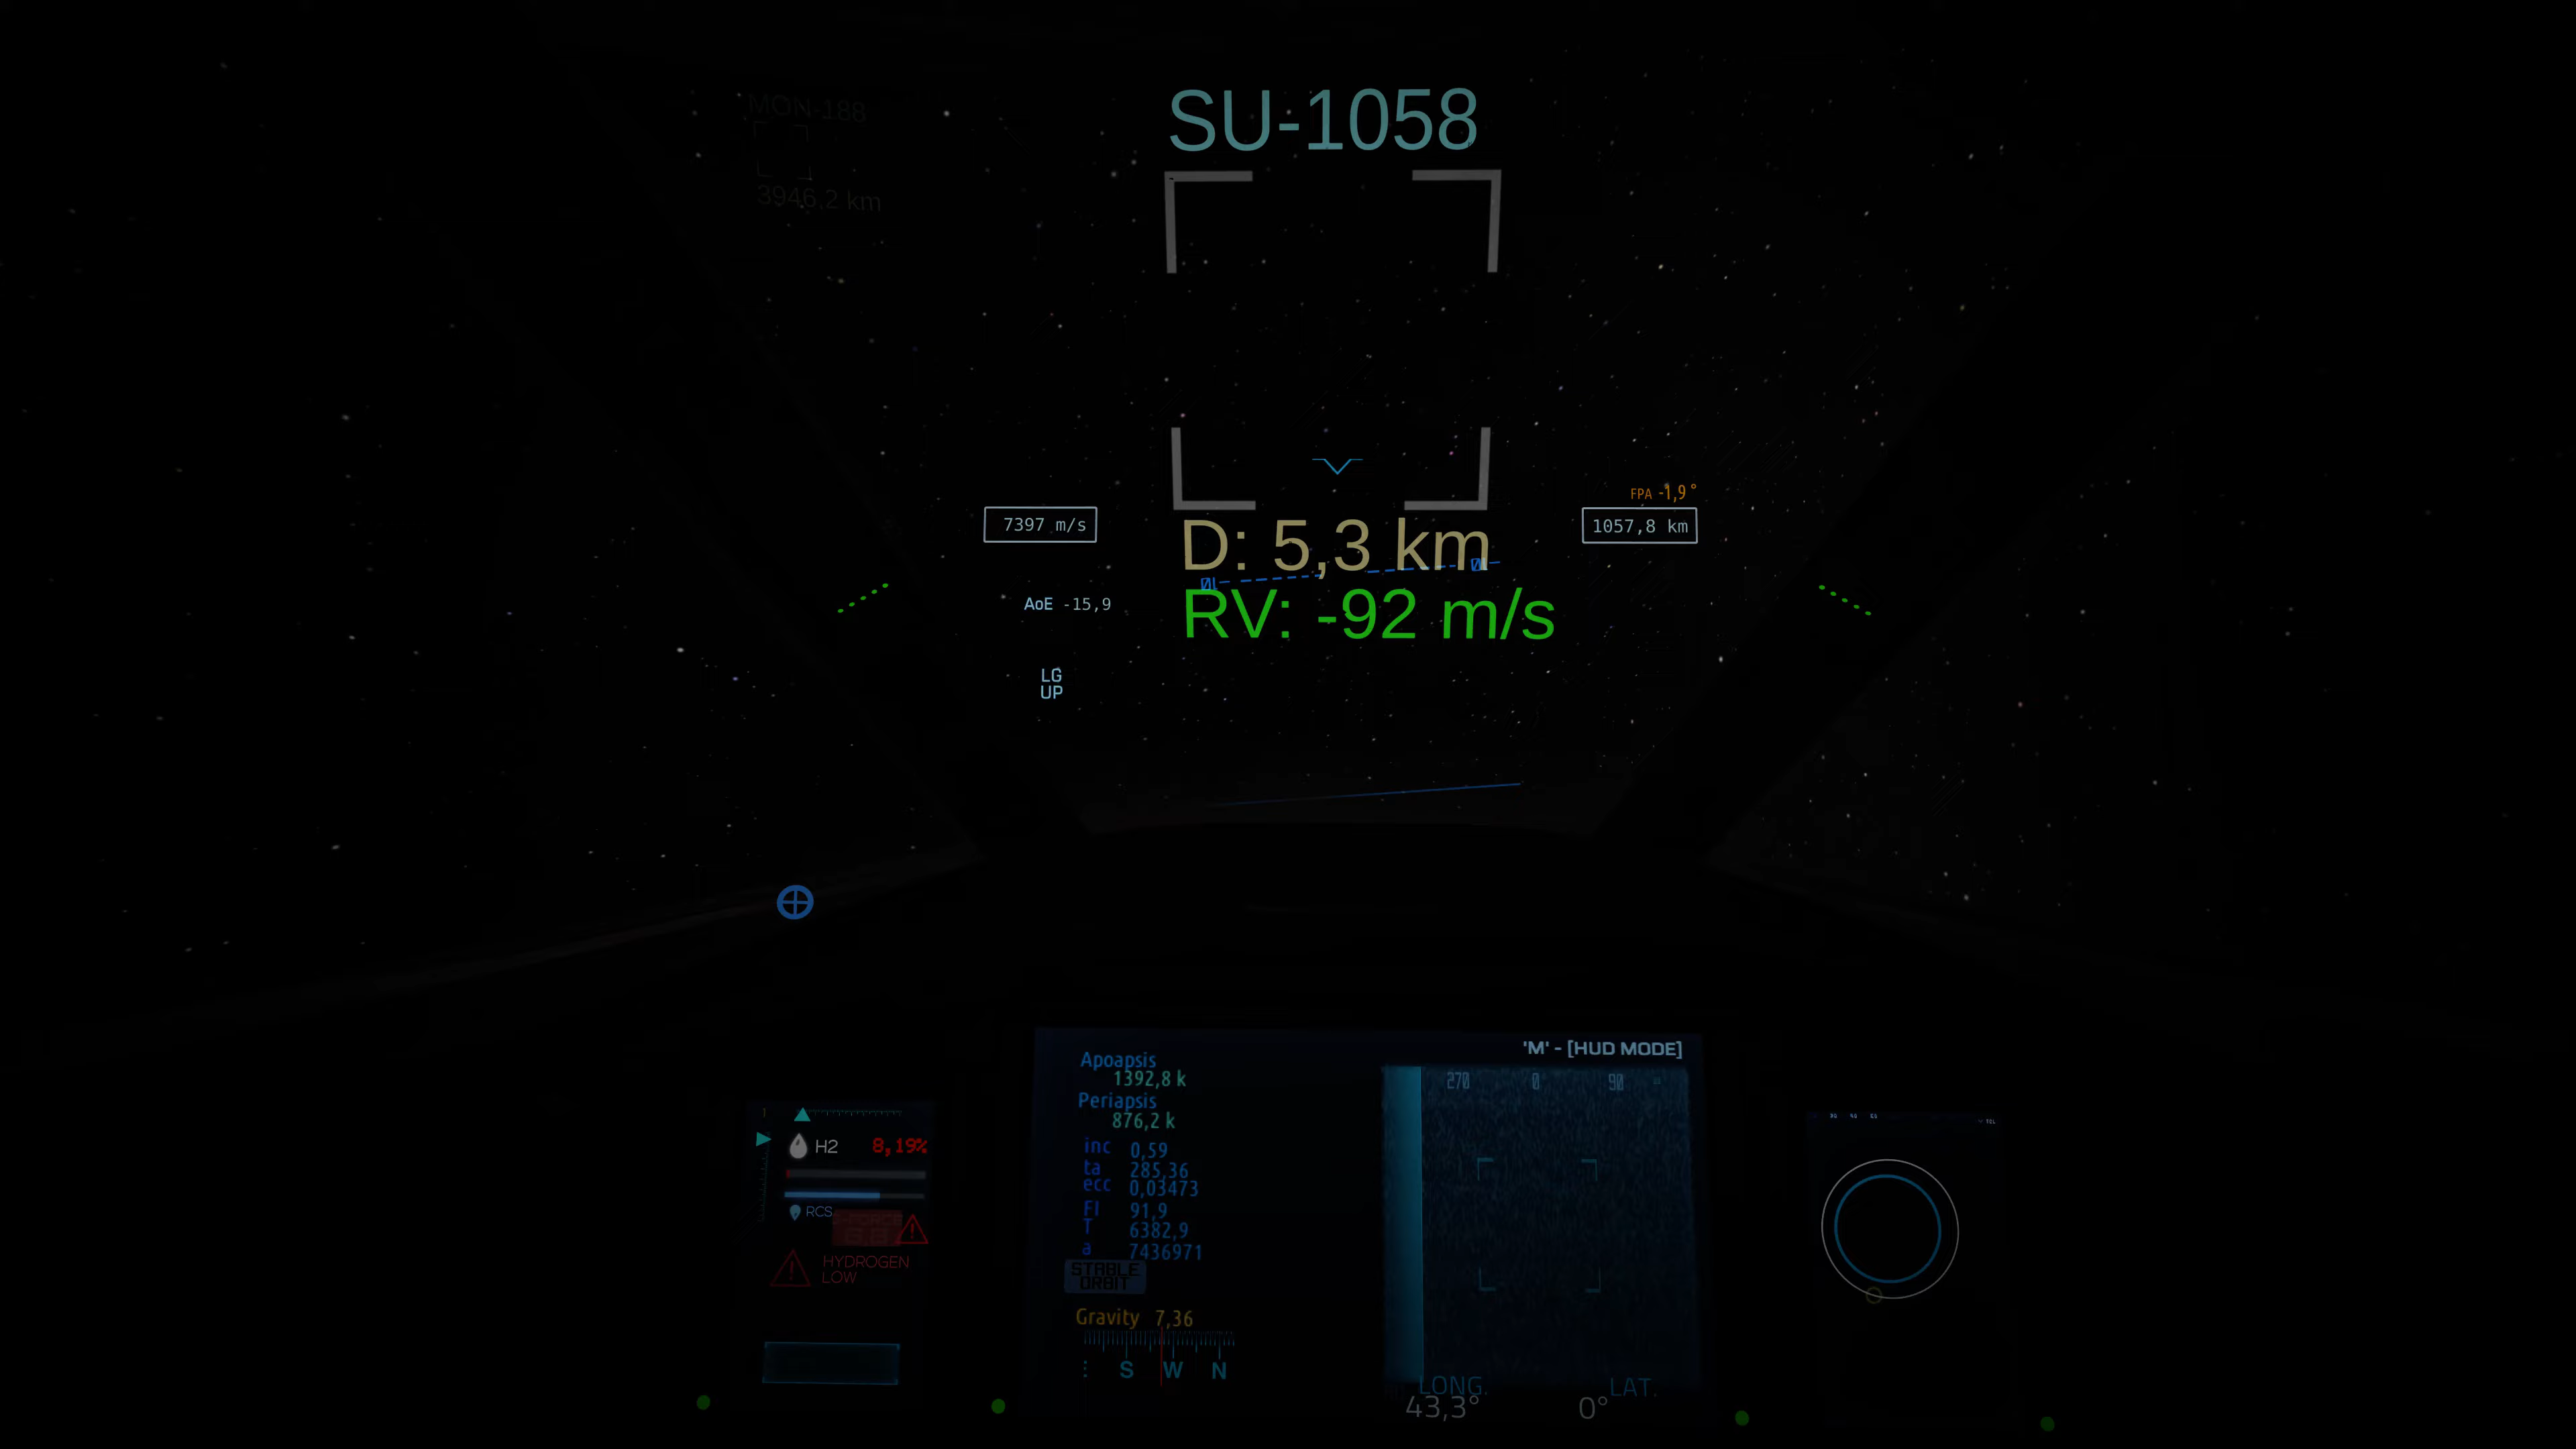 MON-188
3946,2 km
SU-1058
FPA -1,9°
7397 m/s
1057,8 km
D: 5,3 km
RV: -92 m/s
AoE -15,9
LG
UP
'M' - [HUD MODE]
Apoapsis
1392,8 k
Periapsis
876,2 k
inc 0,59
ta 285,36
ecc 0,03473
FI 91,9
T 6382,9
a 7436971
STABLE
ORBIT
Gravity 7,36
S W N
270 0 90
LONG. LAT.
43,3° 0°
H2 8,19%
RCS
HYDROGEN
LOW